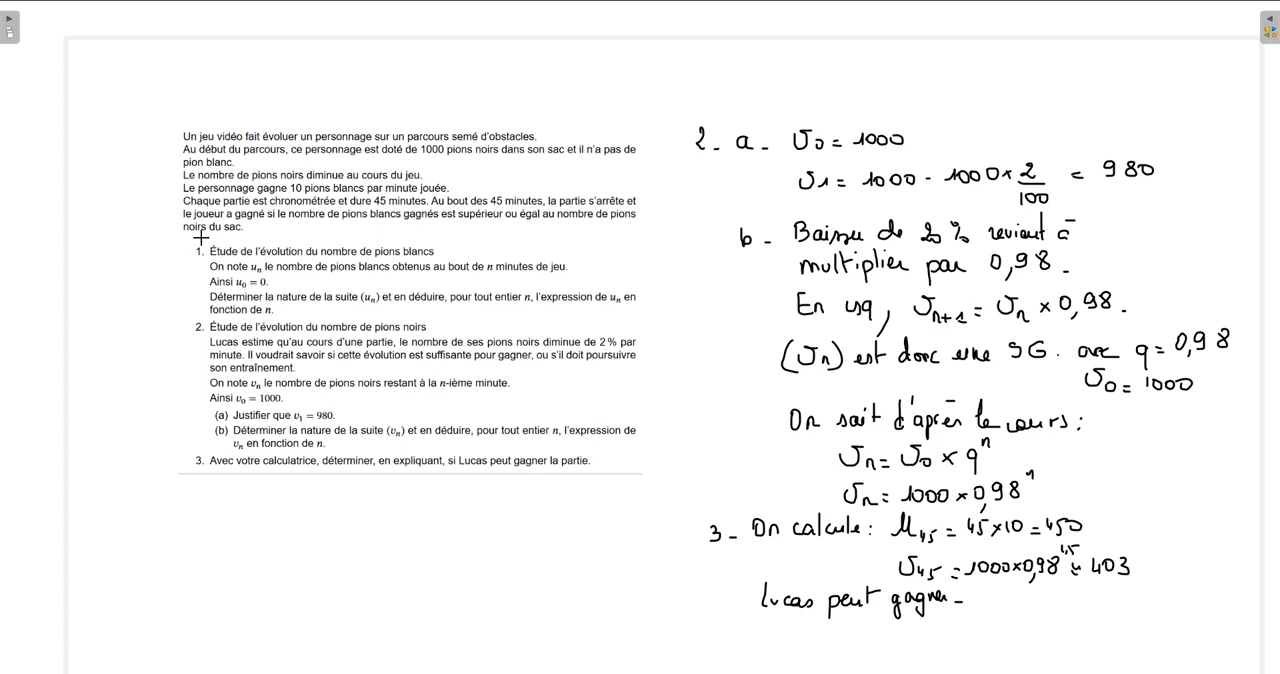 Un jeu vidéo fait évoluer un personnage sur un parcours semé d'obstacles.
Au début du parcours, ce personnage est doté de 1000 pions noirs dans son sac et il n'a pas de
pion blanc.
Le nombre de pions noirs diminue au cours du jeu.
Le personnage gagne 10 pions blancs par minute jouée.
Chaque partie est chronométrée et dure 45 minutes. Au bout des 45 minutes, la partie s'arrête et
le joueur a gagné si le nombre de pions blancs gagnés est supérieur ou égal au nombre de pions
noirs du sac.
1. Étude de l'évolution du nombre de pions blancs
On note uₙ le nombre de pions blancs obtenus au bout de n minutes de jeu.
Ainsi u₀ = 0.
Déterminer la nature de la suite (uₙ) et en déduire, pour tout entier n, l'expression de uₙ en
fonction de n.
2. Étude de l'évolution du nombre de pions noirs
Lucas estime qu'au cours d'une partie, le nombre de ses pions noirs diminue de 2 % par
minute. Il voudrait savoir si cette évolution est suffisante pour gagner, ou s'il doit poursuivre
son entraînement.
On note vₙ le nombre de pions noirs restant à la n-ième minute.
Ainsi v₀ = 1000.
(a) Justifier que v₁ = 980.
(b) Déterminer la nature de la suite (vₙ) et en déduire, pour tout entier n, l'expression de
vₙ en fonction de n.
3. Avec votre calculatrice, déterminer, en expliquant, si Lucas peut gagner la partie.
2 - a - v₀ = 1000
v₁ = 1000 - 1000 × 2/100 = 980
b - Baisser de 20 % revient à
multiplier par 0,98.
En csq, vₙ₊₁ = vₙ × 0,98.
(vₙ) est donc une SG. avec q = 0,98
v₀ = 1000
On sait d'après le cours :
vₙ = v₀ × qⁿ
vₙ = 1000 × 0,98ⁿ
3 - On calcule : u₄₅ = 45 × 10 = 450
v₄₅ = 1000 × 0,98⁴⁵ ≈ 403
Lucas peut gagner -